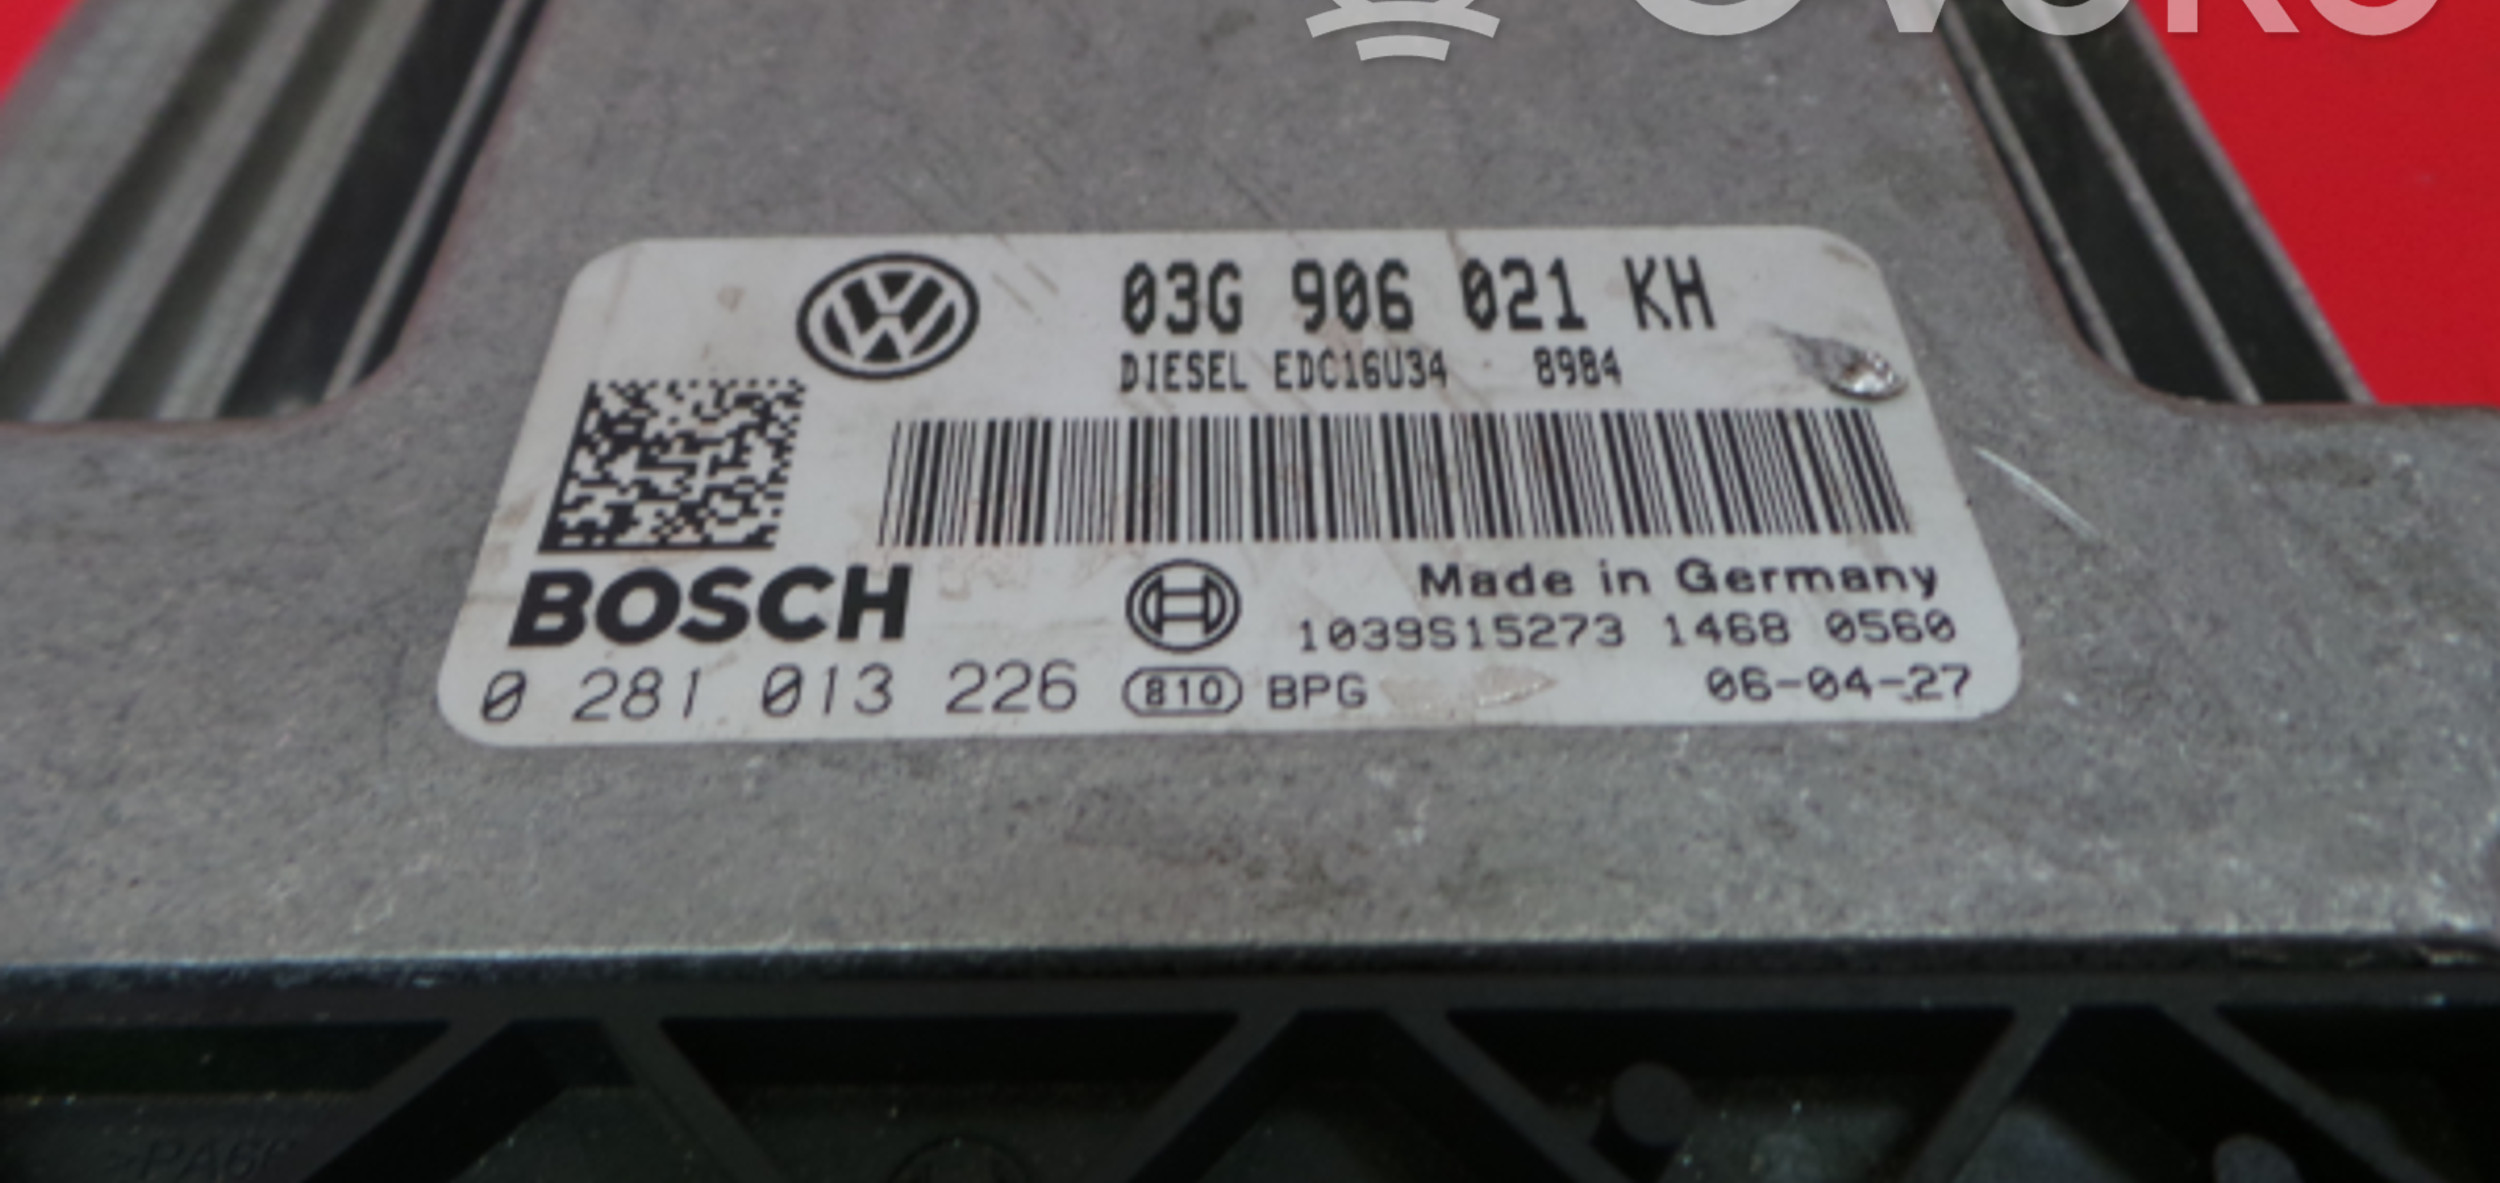 03G 906 021 KH
DIESEL EDC16U34 8984
BOSCH
Made in Germany
1039S15273 1468 0560
0 281 013 226
810 BPG
06-04-27